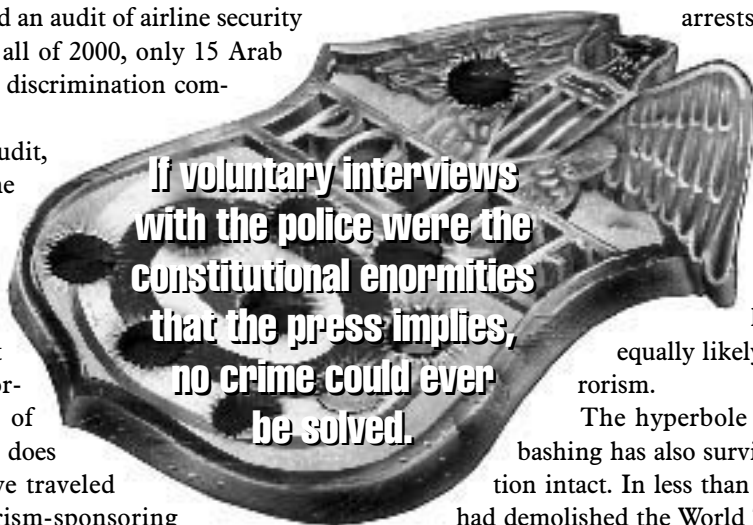 d an audit of airline security
all of 2000, only 15 Arab
discrimination com-
udit,
ne
or-
of
does
ve traveled
rism-sponsoring
If voluntary interviews
with the police were the
constitutional enormities
that the press implies,
no crime could ever
be solved.
arrests
equally likely
rorism.
The hyperbole
bashing has also survi
tion intact. In less than
had demolished the World